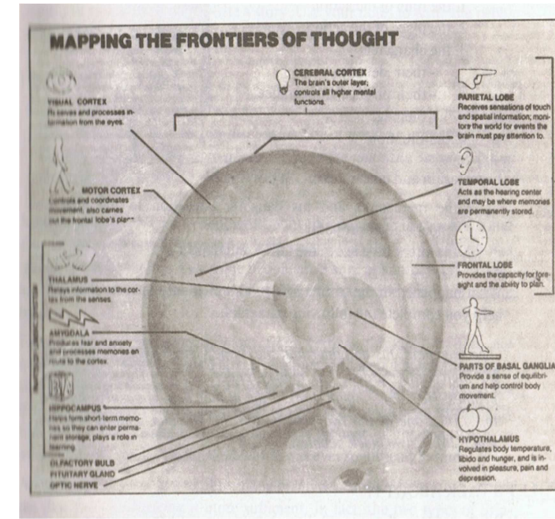 MAPPING THE FRONTIERS OF THOUGHT
CEREBRAL CORTEX
The brain's outer layer,
controls all higher mental
functions.
VISUAL CORTEX
Receives and processes in-
formation from the eyes.
MOTOR CORTEX
Controls and coordinates
movement, also carries
out the frontal lobe's plans
THALAMUS
Relays information to the cor-
tex from the senses.
AMYGDALA
Produces fear and anxiety
and processes memories en
route to the cortex.
HIPPOCAMPUS
Helps form short-term memo-
ries so they can enter perma-
nent storage, plays a role in
learning
OLFACTORY BULB
PITUITARY GLAND
OPTIC NERVE
PARIETAL LOBE
Receives sensations of touch
and spatial information; moni-
tors the world for events the
brain must pay attention to.
TEMPORAL LOBE
Acts as the hearing center
and may be where memories
are permanently stored.
FRONTAL LOBE
Provides the capacity for fore-
sight and the ability to plan.
PARTS OF BASAL GANGLIA
Provide a sense of equilibri-
um and help control body
movement.
HYPOTHALAMUS
Regulates body temperature,
libido and hunger, and is in-
volved in pleasure, pain and
depression.